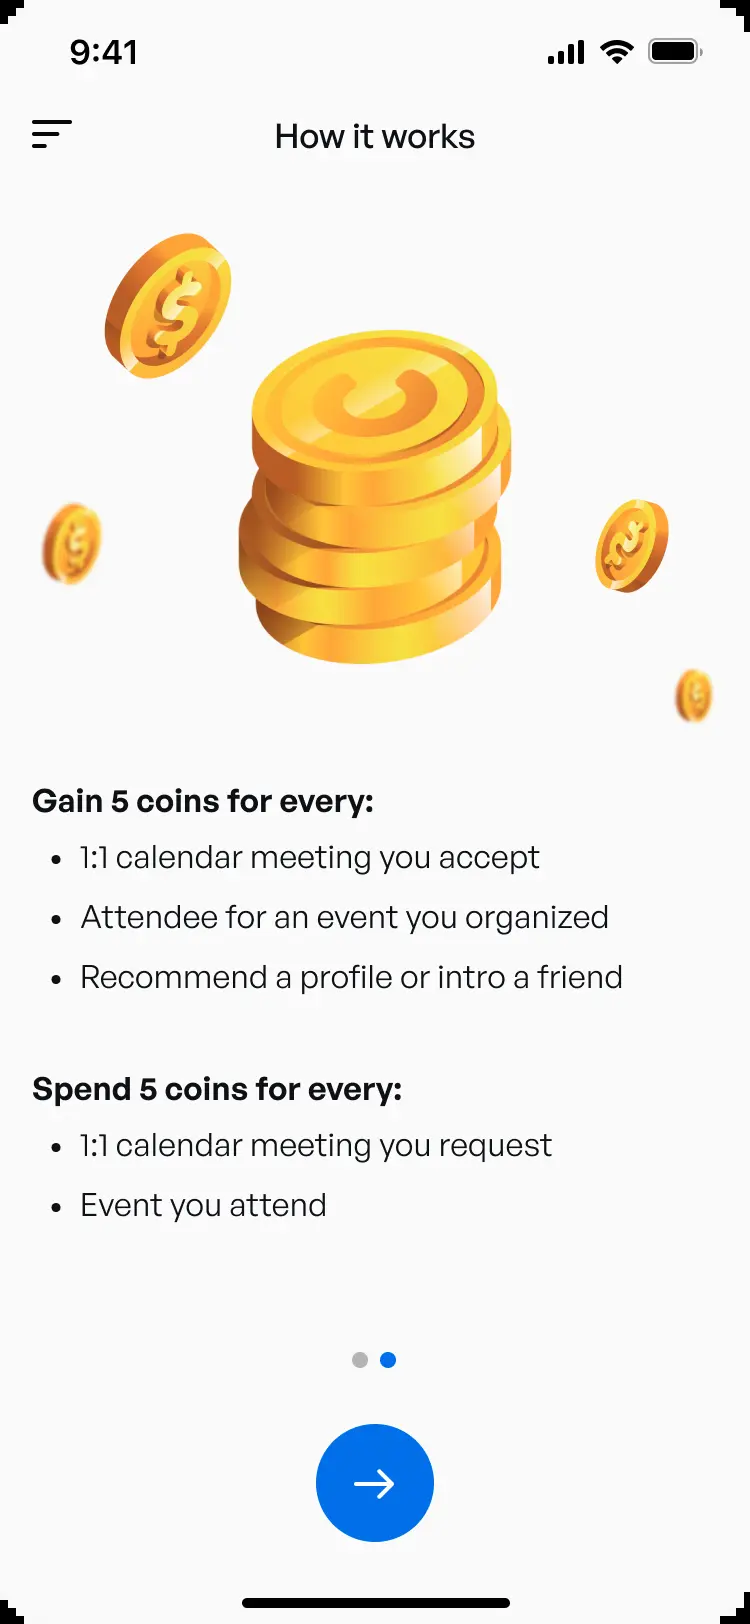 9:41
How it works
Gain 5 coins for every:
• 1:1 calendar meeting you accept
• Attendee for an event you organized
• Recommend a profile or intro a friend
Spend 5 coins for every:
• 1:1 calendar meeting you request
• Event you attend